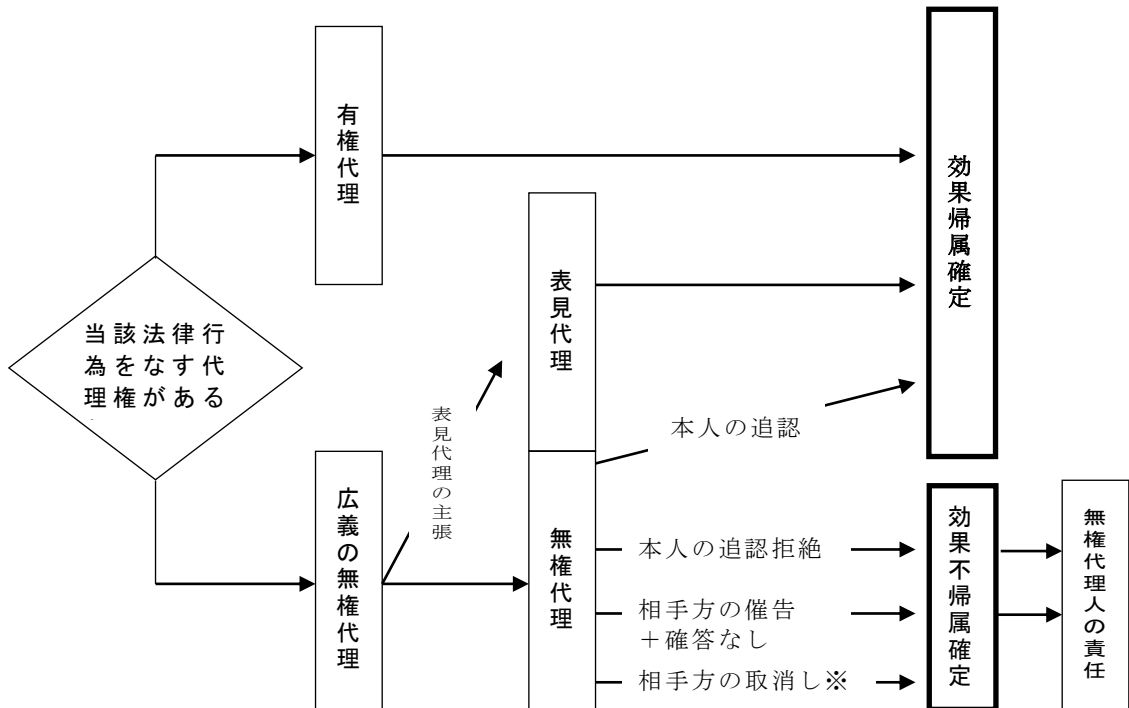 有権代理
効果帰属確定
表見代理
当該法律行
為をなす代
理権がある
表見代理の主張
本人の追認
広義の無権代理
無権代理
本人の追認拒絶
相手方の催告
+確答なし
相手方の取消し※
効果不帰属確定
無権代理人の責任